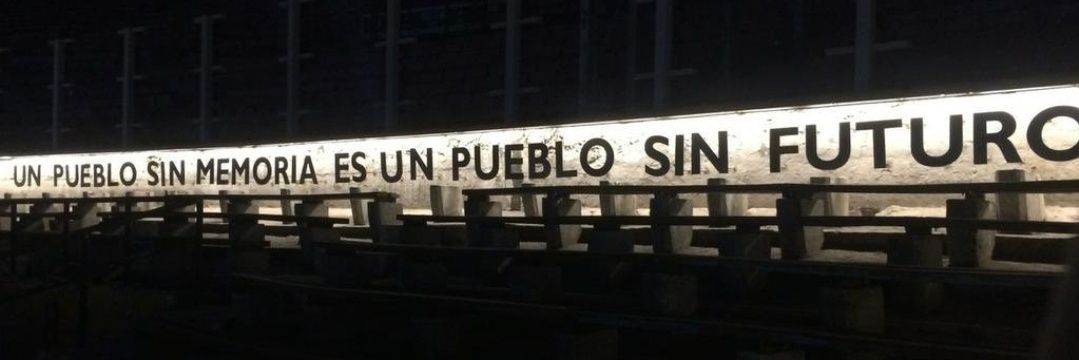 UN PUEBLO SIN MEMORIA ES UN PUEBLO SIN FUTURO